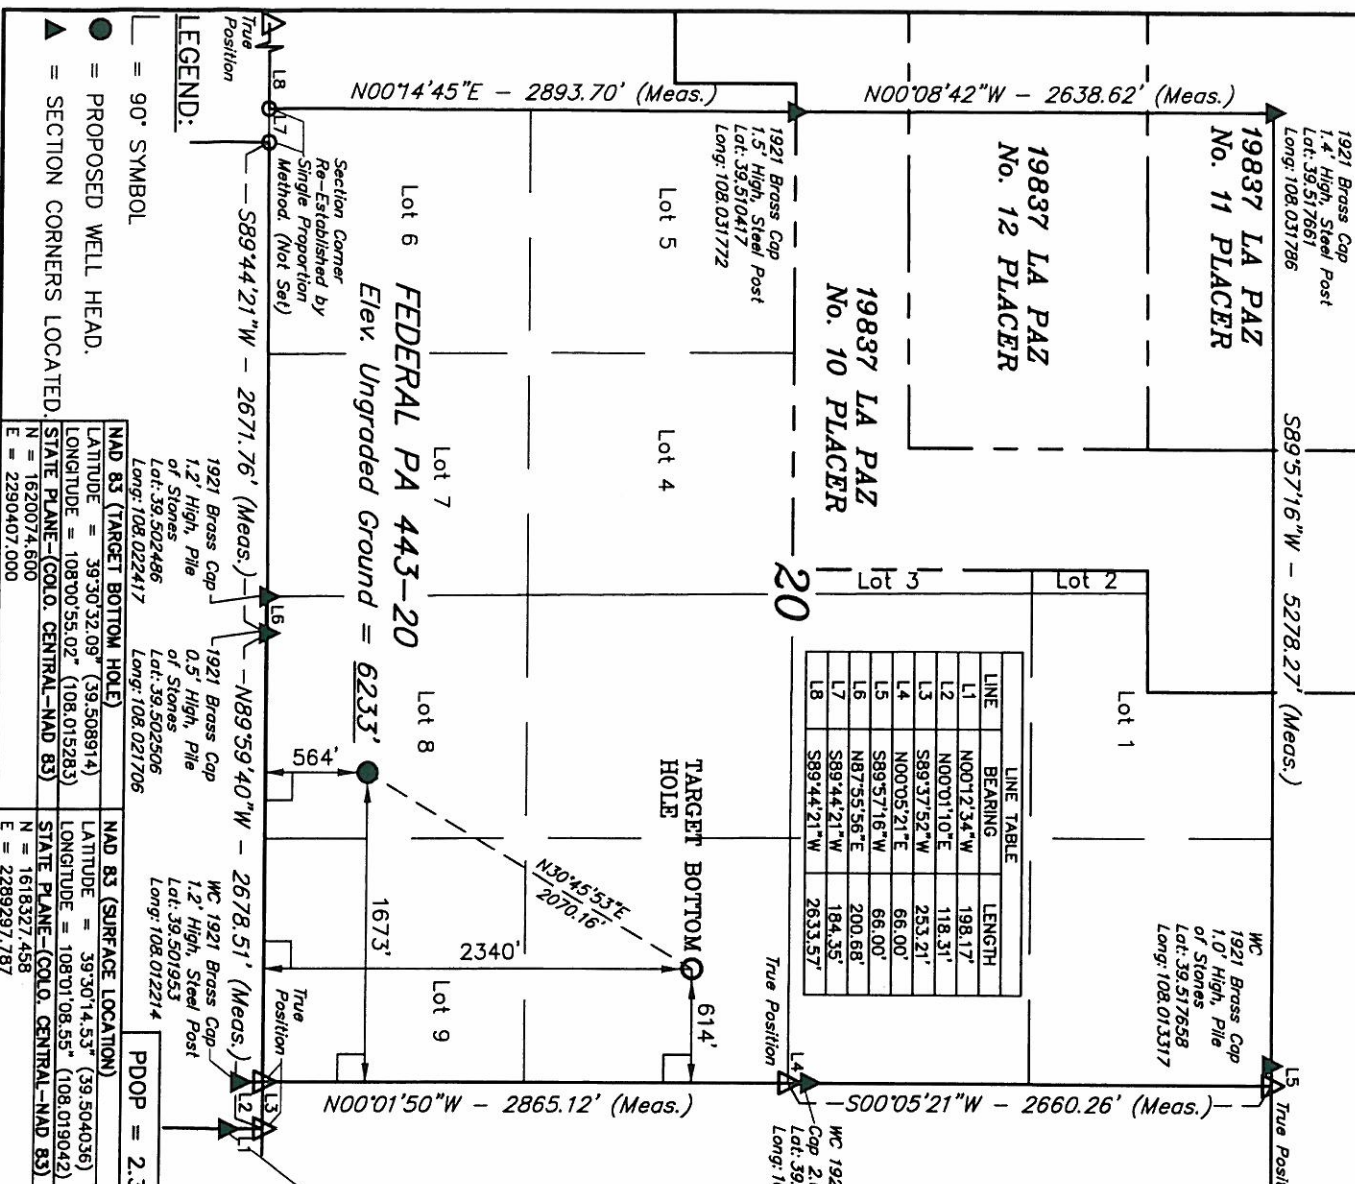 1921 Brass Cap
1.4' High, Steel Post
Lat: 39.517661
Long: 108.031786
S89°57'16"W - 5278.27' (Meas.)
WC
1921 Brass Cap
1.0' High, Pile
of Stones
Lat: 39.517658
Long: 108.013317
L5
True
19837 LA PAZ
No. 11 PLACER
19837 LA PAZ
No. 12 PLACER
19837 LA PAZ
No. 10 PLACER
N00°08'42"W - 2638.62' (Meas.)
N00°14'45"E - 2893.70' (Meas.)
1921 Brass Cap
1.5' High, Steel Post
Lat: 39.510417
Long: 108.031772
Lot 1
Lot 2
Lot 3
20
LINE TABLE
LINE BEARING LENGTH
L1 N00°12'34"W 198.17'
L2 N00°01'10"E 118.31'
L3 S89°37'52"W 253.21'
L4 N00°05'21"E 66.00'
L5 S89°57'16"W 66.00'
L6 N87°55'56"E 200.68'
L7 S89°44'21"W 184.35'
L8 S89°44'21"W 2633.57'
S00°05'21"W - 2660.26' (Meas.)
L4
True Position
WC
Lot 5
Lot 4
TARGET BOTTOM
HOLE
614'
2340'
N30°45'53"E
2070.16'
Lot 6
Lot 7
Lot 8
Lot 9
FEDERAL PA 443-20
Elev. Ungraded Ground = 6233'
564'
1673'
N00°01'50"W - 2865.12' (Meas.)
Section Corner
Re-Established by
Single Proportion
Method. (Not Set)
L8
L7
True
Position
S89°44'21"W - 2671.76' (Meas.)
L6
N89°59'40"W - 2678.51' (Meas.)
True
Position
L3
L2
L1
1921 Brass Cap
1.2' High, Pile
of Stones
Lat: 39.502486
Long: 108.022417
1921 Brass Cap
0.5' High, Pile
of Stones
Lat: 39.502506
Long: 108.021706
WC 1921 Brass Cap
1.2' High, Steel Post
Lat: 39.501953
Long: 108.012214
LEGEND:
= 90° SYMBOL
= PROPOSED WELL HEAD.
= SECTION CORNERS LOCATED.
NAD 83 (TARGET BOTTOM HOLE)
LATITUDE = 39°30'32.09" (39.508914)
LONGITUDE = 108°00'55.02" (108.015283)
STATE PLANE-(COLO. CENTRAL-NAD 83)
N = 1620074.600
E = 2290407.000
NAD 83 (SURFACE LOCATION)
LATITUDE = 39°30'14.53" (39.504036)
LONGITUDE = 108°01'08.55" (108.019042)
STATE PLANE-(COLO. CENTRAL-NAD 83)
N = 1618327.458
E = 2289297.787
PDOP = 2.3